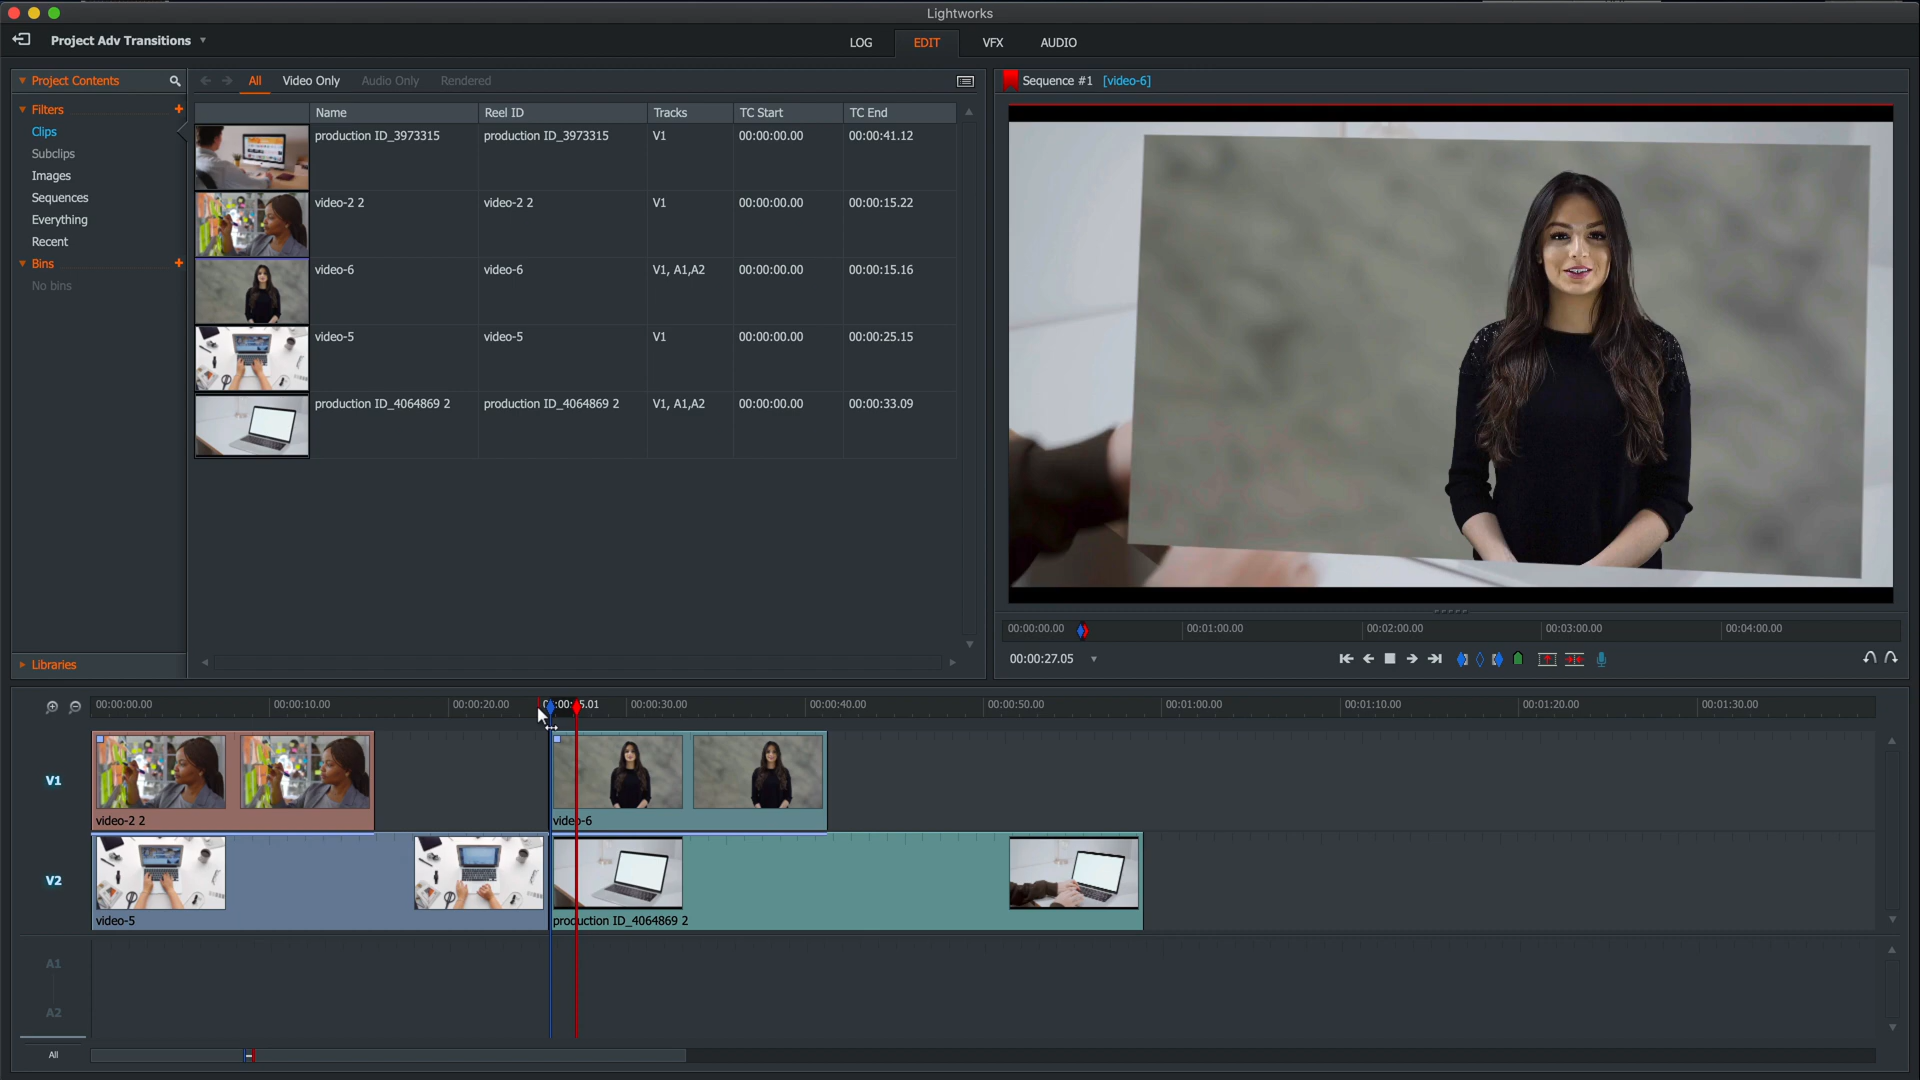 Lightworks
Project Adv Transitions
LOG EDIT VFX AUDIO
Project Contents
All Video Only Audio Only Rendered
Sequence #1 [video-6]
Filters
Clips
Subclips
Images
Sequences
Everything
Recent
Bins
No bins
Libraries
Name Reel ID Tracks TC Start TC End
production ID_3973315 production ID_3973315 V1 00:00:00.00 00:00:41.12
video-2 2 video-2 2 V1 00:00:00.00 00:00:15.22
video-6 video-6 V1, A1,A2 00:00:00.00 00:00:15.16
video-5 video-5 V1 00:00:00.00 00:00:25.15
production ID_4064869 2 production ID_4064869 2 V1, A1,A2 00:00:00.00 00:00:33.09
00:00:00.00 00:01:00.00 00:02:00.00 00:03:00.00 00:04:00.00
00:00:27.05
00:00:00.00 00:00:10.00 00:00:20.00 00:00:30.00 00:00:40.00 00:00:50.00 00:01:00.00 00:01:10.00 00:01:20.00 00:01:30.00
V1
video-2 2 video-6
V2
video-5 production ID_4064869 2
A1
A2
All